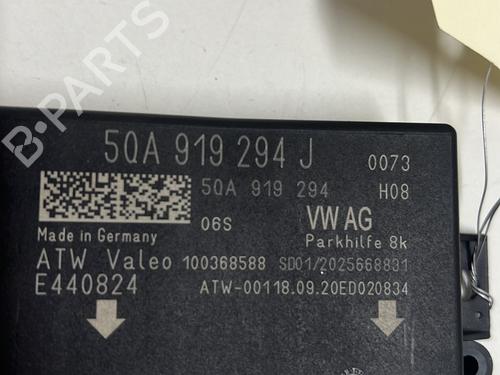 5QA 919 294 J
0073
5QA 919 294
H08
06S
VW AG
Made in Germany
Parkhilfe 8k
ATW Valeo 100368588 SD01/2025668831
E440824
ATW-00118.09.20ED020834
B-PARTS